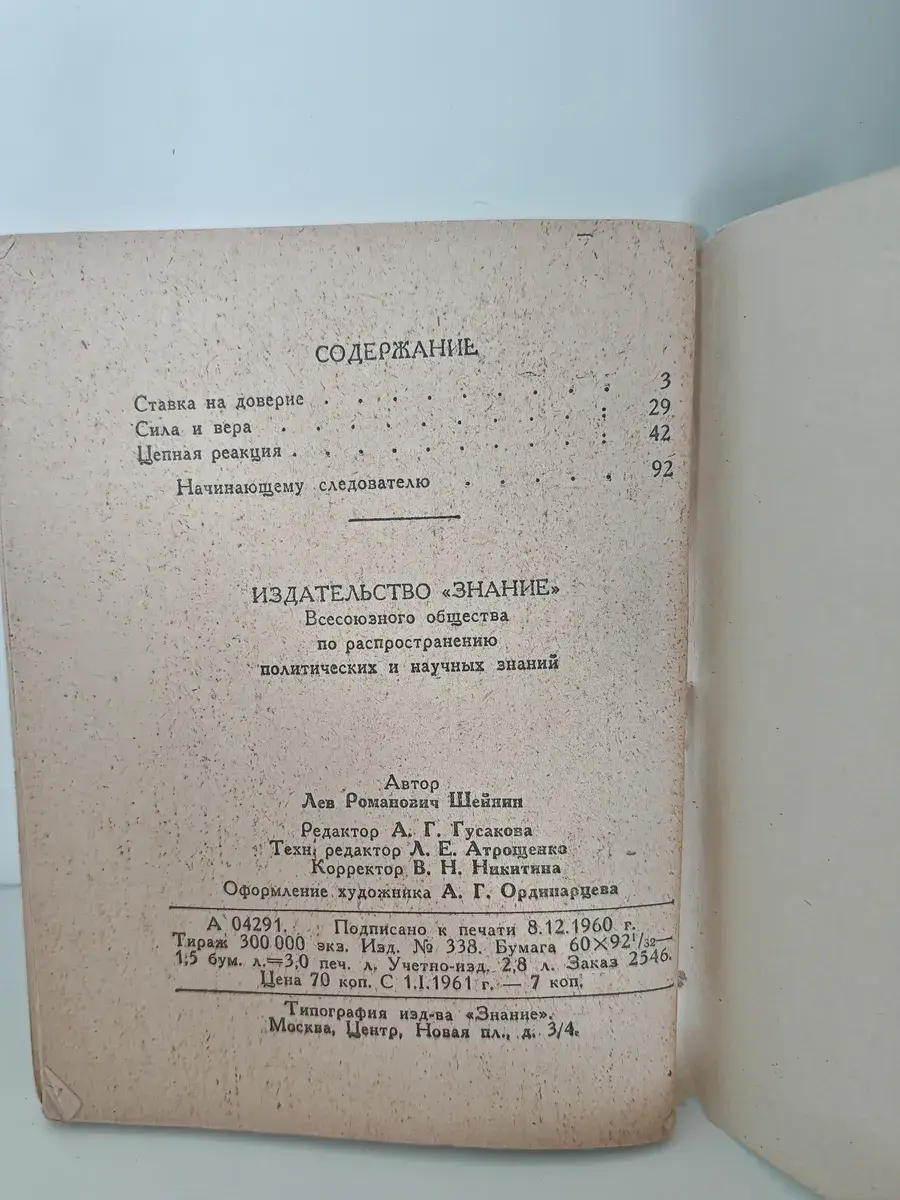 СОДЕРЖАНИЕ
Ставка на доверие . . . . . . . . . 3
Сила и вера . . . . . . . . . . 29
Цепная реакция . . . . . . . . . . 42
Начинающему следователю . . . . . 92
ИЗДАТЕЛЬСТВО «ЗНАНИЕ»
Всесоюзного общества
по распространению
политических и научных знаний
Автор
Лев Романович Шейнин
Редактор А. Г. Гусакова
Техн. редактор Л. Е. Атрощенко
Корректор В. Н. Никитина
Оформление художника А. Г. Ординарцева
А 04291. Подписано к печати 8.12.1960 г.
Тираж 300 000 экз. Изд. № 338. Бумага 60×92¹/₃₂—
1,5 бум. л.=3,0 печ. л. Учетно-изд. 2,8 л. Заказ 2546.
Цена 70 коп. С 1.I.1961 г. — 7 коп.
Типография изд-ва «Знание».
Москва, Центр, Новая пл., д. 3/4.